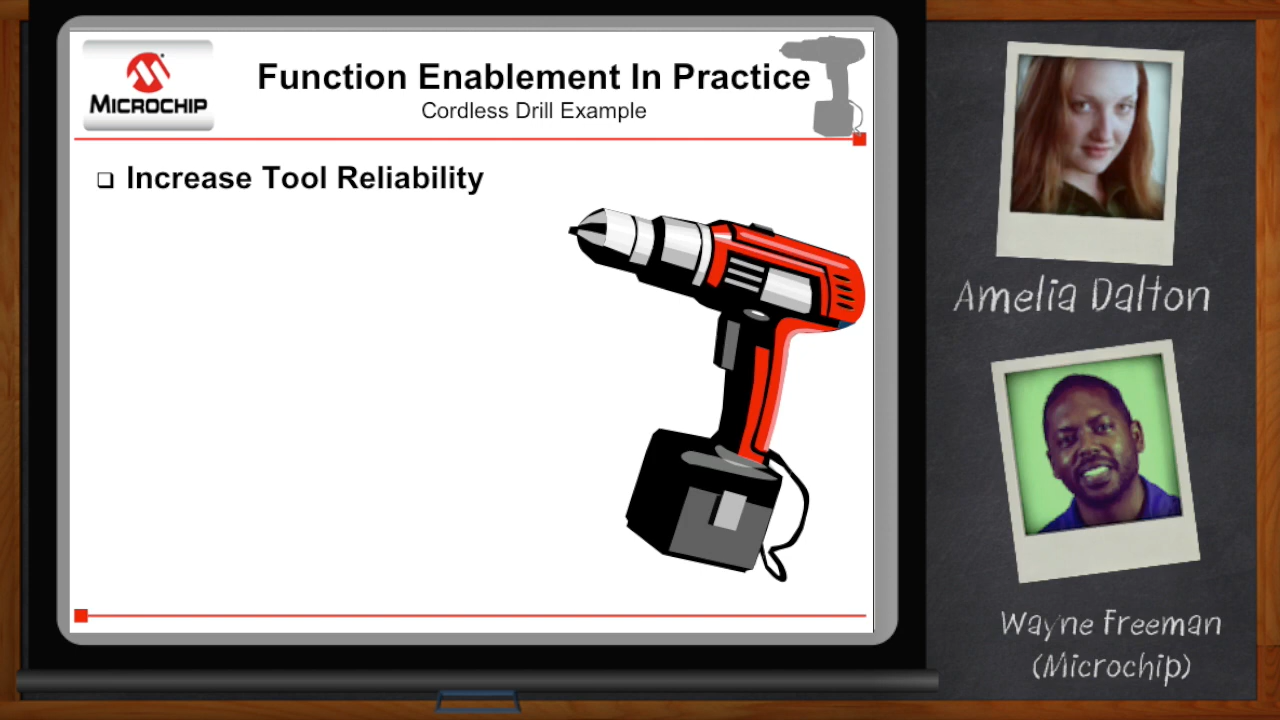 MICROCHIP
Function Enablement In Practice
Cordless Drill Example
Increase Tool Reliability
Amelia Dalton
Wayne Freeman
(Microchip)